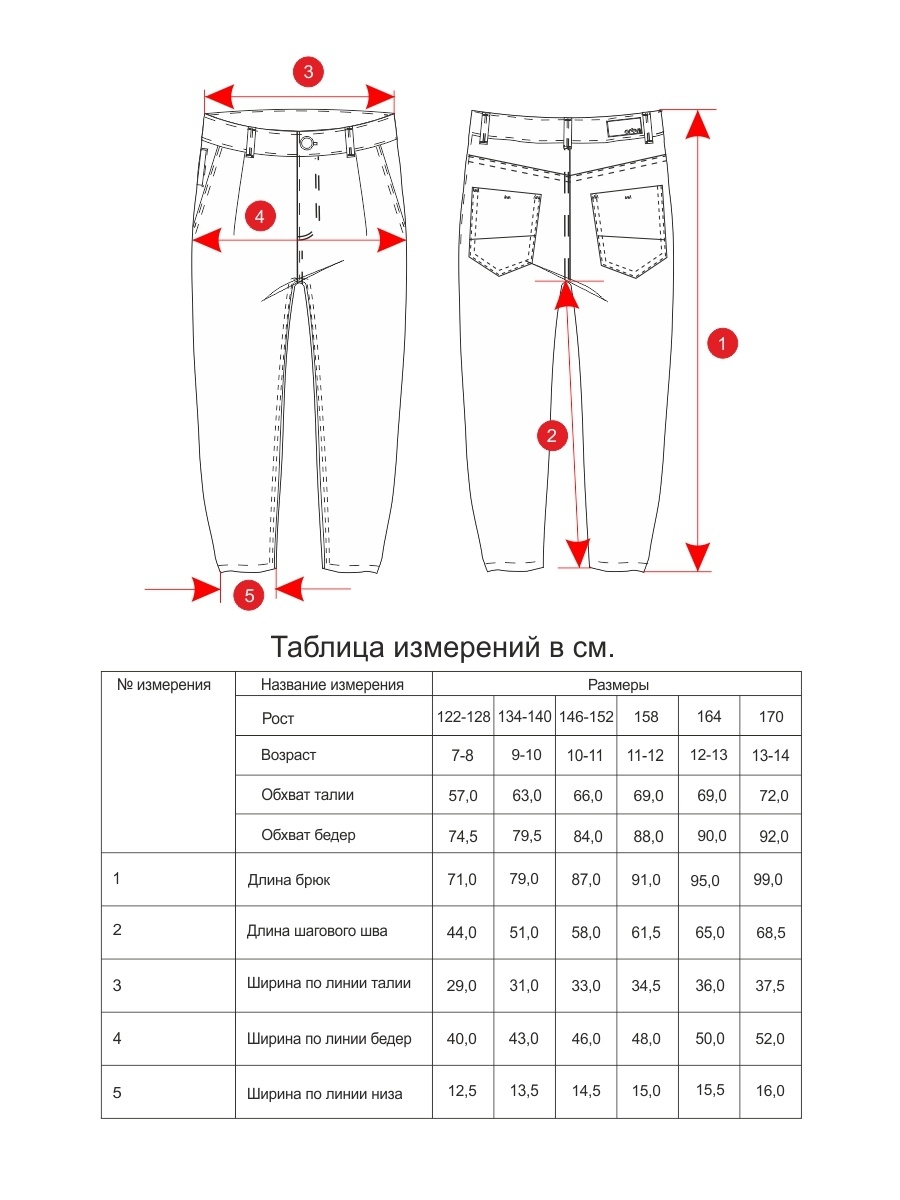 3
4
1
2
5
Таблица измерений в см.
№ измерения Название измерения Размеры
Рост 122-128 134-140 146-152 158 164 170
Возраст 7-8 9-10 10-11 11-12 12-13 13-14
Обхват талии 57,0 63,0 66,0 69,0 69,0 72,0
Обхват бедер 74,5 79,5 84,0 88,0 90,0 92,0
1 Длина брюк 71,0 79,0 87,0 91,0 95,0 99,0
2 Длина шагового шва 44,0 51,0 58,0 61,5 65,0 68,5
3 Ширина по линии талии 29,0 31,0 33,0 34,5 36,0 37,5
4 Ширина по линии бедер 40,0 43,0 46,0 48,0 50,0 52,0
5 Ширина по линии низа 12,5 13,5 14,5 15,0 15,5 16,0